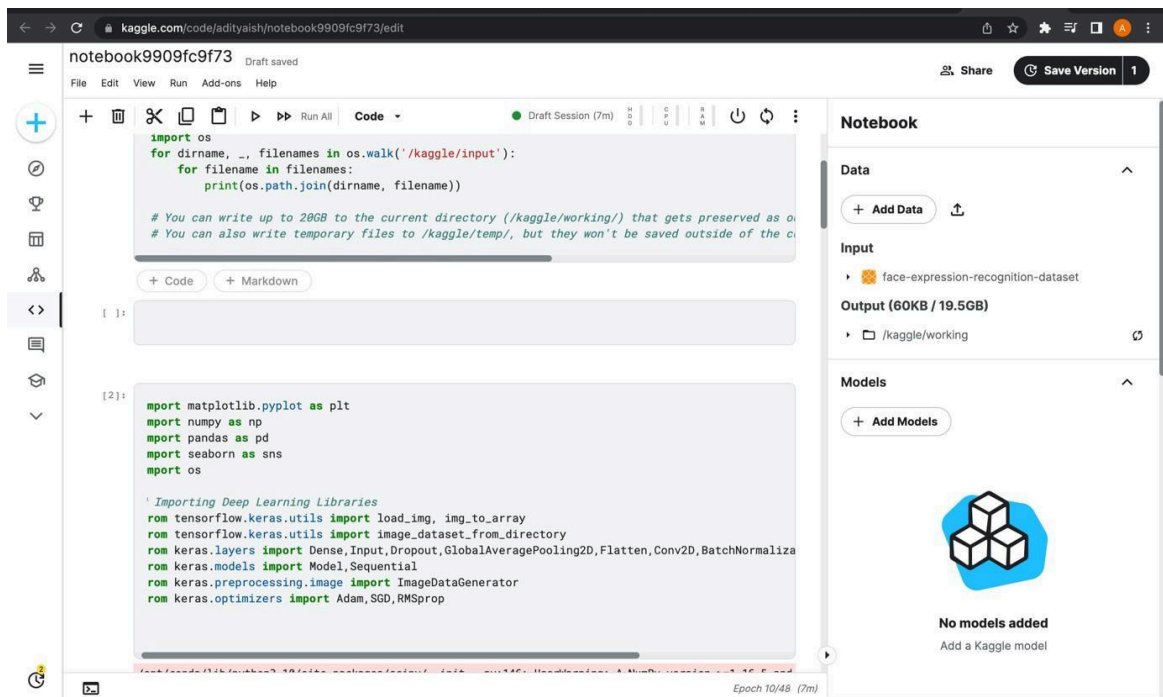 kaggle.com/code/adityaish/notebook9909fc9f73/edit
A
notebook9909fc9f73 Draft saved
File Edit View Run Add-ons Help
Share
Save Version 1
Run All Code
Draft Session (7m)
HDD
CPU
RAM
import os
for dirname, _, filenames in os.walk('/kaggle/input'):
for filename in filenames:
print(os.path.join(dirname, filename))
# You can write up to 20GB to the current directory (/kaggle/working/) that gets preserved as
# You can also write temporary files to /kaggle/temp/, but they won't be saved outside of the
+ Code + Markdown
[ ]:
[2]:
mport matplotlib.pyplot as plt
mport numpy as np
mport pandas as pd
mport seaborn as sns
mport os
' Importing Deep Learning Libraries
rom tensorflow.keras.utils import load_img, img_to_array
rom tensorflow.keras.utils import image_dataset_from_directory
rom keras.layers import Dense,Input,Dropout,GlobalAveragePooling2D,Flatten,Conv2D,BatchNormaliza
rom keras.models import Model,Sequential
rom keras.preprocessing.image import ImageDataGenerator
rom keras.optimizers import Adam,SGD,RMSprop
2
Epoch 10/48 (7m)
Notebook
Data
+ Add Data
Input
face-expression-recognition-dataset
Output (60KB / 19.5GB)
/kaggle/working
Models
+ Add Models
No models added
Add a Kaggle model